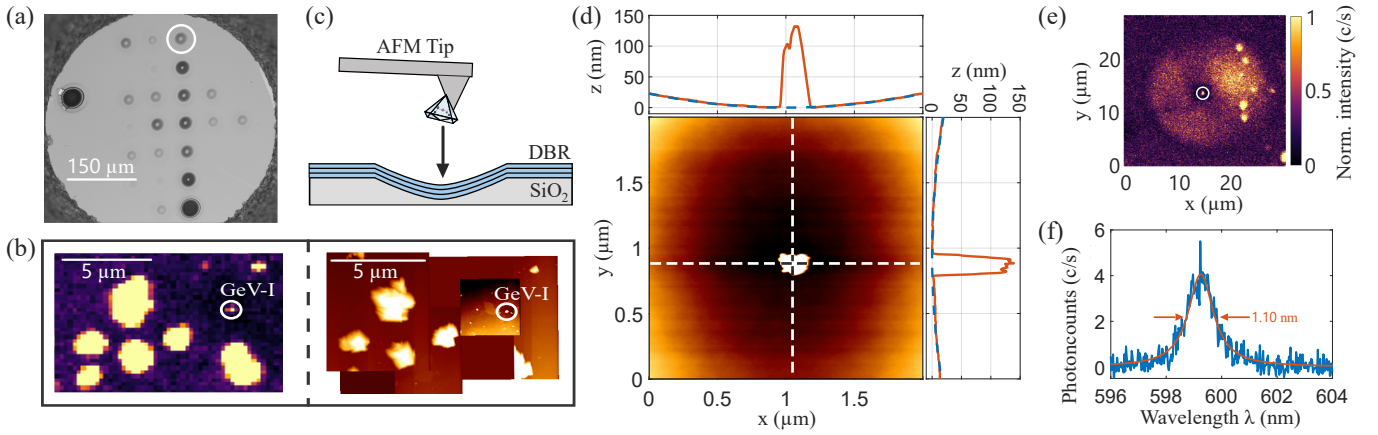 (a)
150 μm
(b)
5 μm
GeV-I
5 μm
GeV-I
(c)
AFM Tip
DBR
SiO2
(d)
z (nm)
150
100
50
0
z (nm)
0
50
100
150
y (μm)
1.5
1
0.5
0
0
0.5
1
1.5
x (μm)
(e)
y (μm)
20
10
0
0
10
20
x (μm)
1
0.5
0
Norm. intensity (c/s)
(f)
Photoncounts (c/s)
6
4
2
0
1.10 nm
596
598
600
602
604
Wavelength λ (nm)